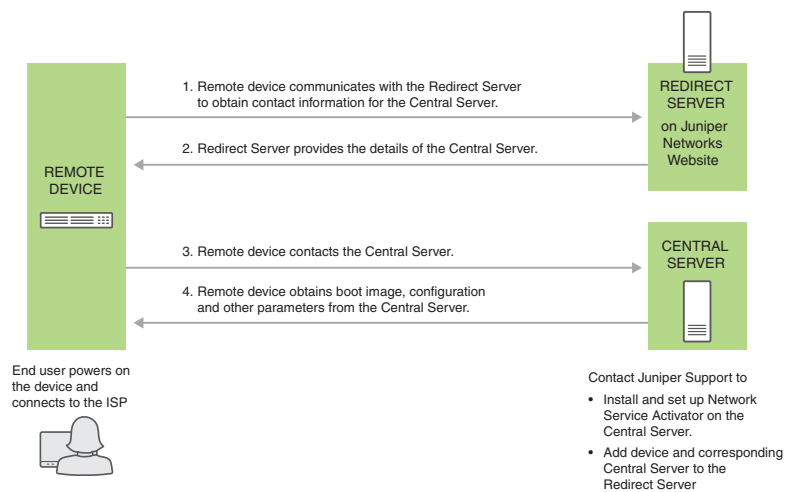 1. Remote device communicates with the Redirect Server
to obtain contact information for the Central Server.
REDIRECT
SERVER
on Juniper
Networks
Website
2. Redirect Server provides the details of the Central Server.
REMOTE
DEVICE
3. Remote device contacts the Central Server.
CENTRAL
SERVER
4. Remote device obtains boot image, configuration
and other parameters from the Central Server.
End user powers on
the device and
connects to the ISP
Contact Juniper Support to
• Install and set up Network
Service Activator on the
Central Server.
• Add device and corresponding
Central Server to the
Redirect Server